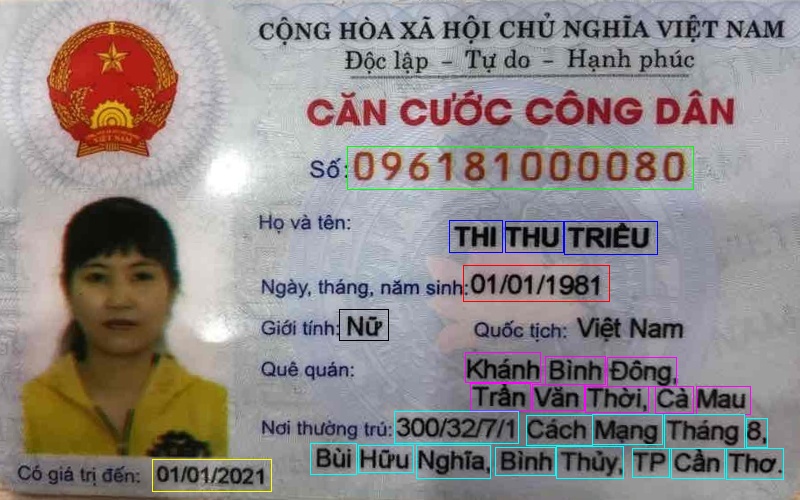 CỘNG HÒA XÃ HỘI CHỦ NGHĨA VIỆT NAM
Độc lập - Tự do - Hạnh phúc
CĂN CƯỚC CÔNG DÂN
Số: 096181000080
Họ và tên:
THI THU TRIỀU
Ngày, tháng, năm sinh: 01/01/1981
Giới tính: Nữ Quốc tịch: Việt Nam
Quê quán: Khánh Bình Đông,
Trần Văn Thời, Cà Mau
Nơi thường trú: 300/32/7/1 Cách Mạng Tháng 8,
Bùi Hữu Nghĩa, Bình Thủy, TP Cần Thơ.
Có giá trị đến: 01/01/2021